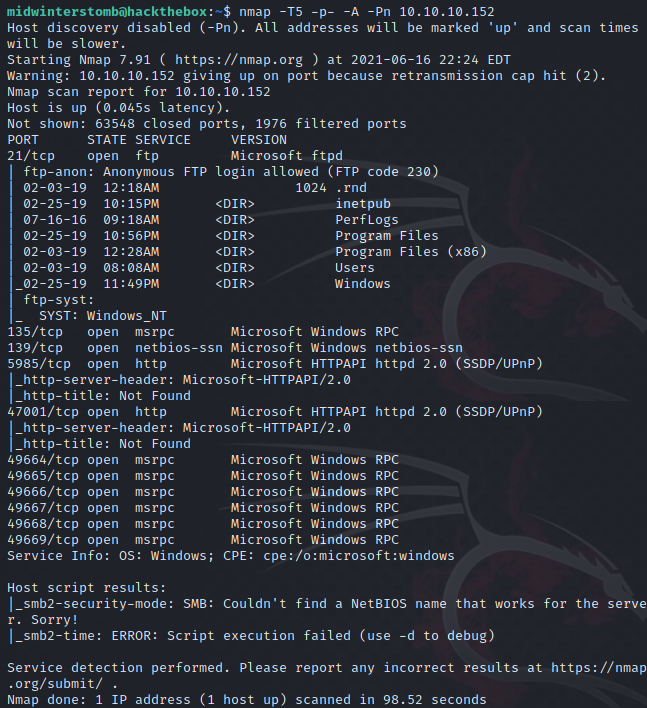 midwinterstomb@hackthebox:~$ nmap -T5 -p- -A -Pn 10.10.10.152
Host discovery disabled (-Pn). All addresses will be marked 'up' and scan times
will be slower.
Starting Nmap 7.91 ( https://nmap.org ) at 2021-06-16 22:24 EDT
Warning: 10.10.10.152 giving up on port because retransmission cap hit (2).
Nmap scan report for 10.10.10.152
Host is up (0.045s latency).
Not shown: 63548 closed ports, 1976 filtered ports
PORT      STATE SERVICE     VERSION
21/tcp    open  ftp         Microsoft ftpd
| ftp-anon: Anonymous FTP login allowed (FTP code 230)
| 02-03-19  12:18AM                 1024 .rnd
| 02-25-19  10:15PM       <DIR>          inetpub
| 07-16-16  09:18AM       <DIR>          PerfLogs
| 02-25-19  10:56PM       <DIR>          Program Files
| 02-03-19  12:28AM       <DIR>          Program Files (x86)
| 02-03-19  08:08AM       <DIR>          Users
|_02-25-19  11:49PM       <DIR>          Windows
| ftp-syst:
|_  SYST: Windows_NT
135/tcp   open  msrpc       Microsoft Windows RPC
139/tcp   open  netbios-ssn Microsoft Windows netbios-ssn
5985/tcp  open  http        Microsoft HTTPAPI httpd 2.0 (SSDP/UPnP)
|_http-server-header: Microsoft-HTTPAPI/2.0
|_http-title: Not Found
47001/tcp open  http        Microsoft HTTPAPI httpd 2.0 (SSDP/UPnP)
|_http-server-header: Microsoft-HTTPAPI/2.0
|_http-title: Not Found
49664/tcp open  msrpc       Microsoft Windows RPC
49665/tcp open  msrpc       Microsoft Windows RPC
49666/tcp open  msrpc       Microsoft Windows RPC
49667/tcp open  msrpc       Microsoft Windows RPC
49668/tcp open  msrpc       Microsoft Windows RPC
49669/tcp open  msrpc       Microsoft Windows RPC
Service Info: OS: Windows; CPE: cpe:/o:microsoft:windows

Host script results:
|_smb2-security-mode: SMB: Couldn't find a NetBIOS name that works for the serve
r. Sorry!
|_smb2-time: ERROR: Script execution failed (use -d to debug)

Service detection performed. Please report any incorrect results at https://nmap
.org/submit/ .
Nmap done: 1 IP address (1 host up) scanned in 98.52 seconds